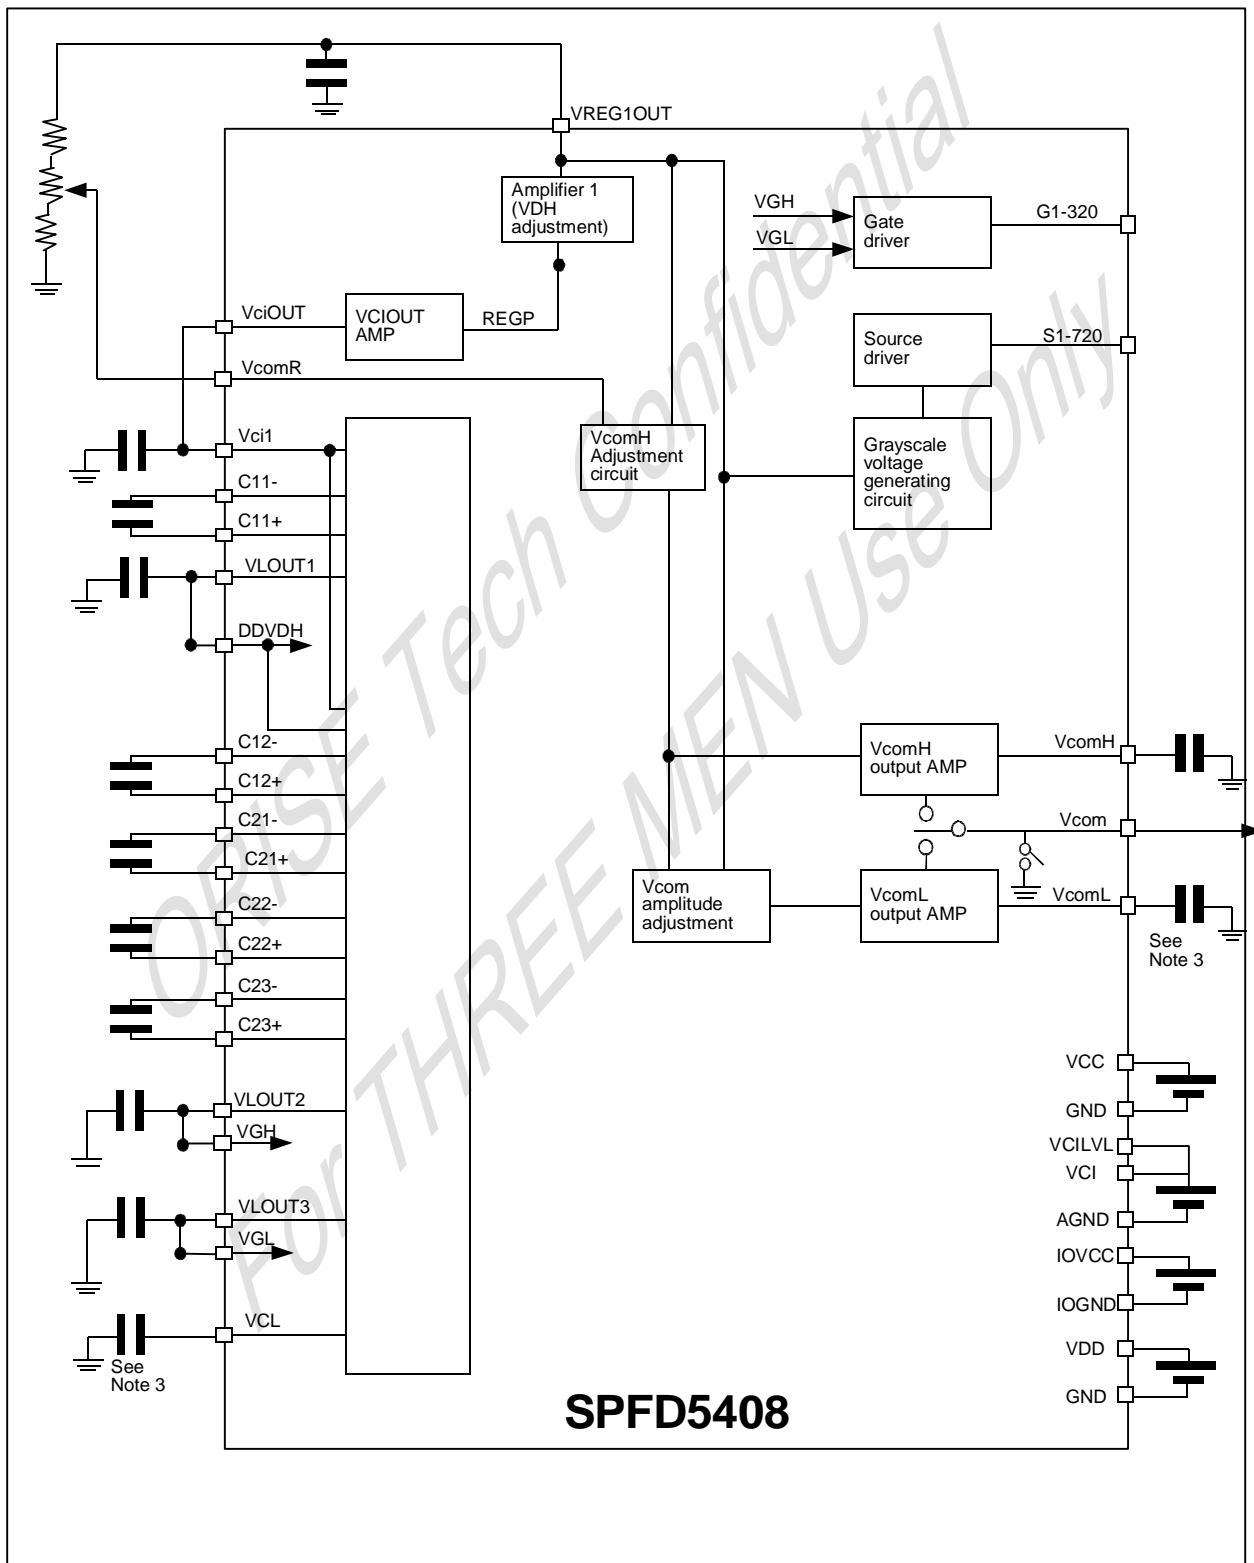 VREG1OUT
Amplifier 1
(VDH
adjustment)
VGH
VGL
Gate
driver
G1-320
VciOUT
VCIOUT
AMP
REGP
Source
driver
S1-720
VcomR
Vci1
VcomH
Adjustment
circuit
Grayscale
voltage
generating
circuit
C11-
C11+
VLOUT1
DDVDH
C12-
C12+
C21-
C21+
C22-
C22+
C23-
C23+
VcomH
output AMP
VcomH
Vcom
Vcom
amplitude
adjustment
VcomL
output AMP
VcomL
See
Note 3
VLOUT2
VGH
VLOUT3
VGL
VCL
See
Note 3
VCC
GND
VCILVL
VCI
AGND
IOVCC
IOGND
VDD
GND
SPFD5408
ORISE Tech Confidential
For THREE MEN Use Only